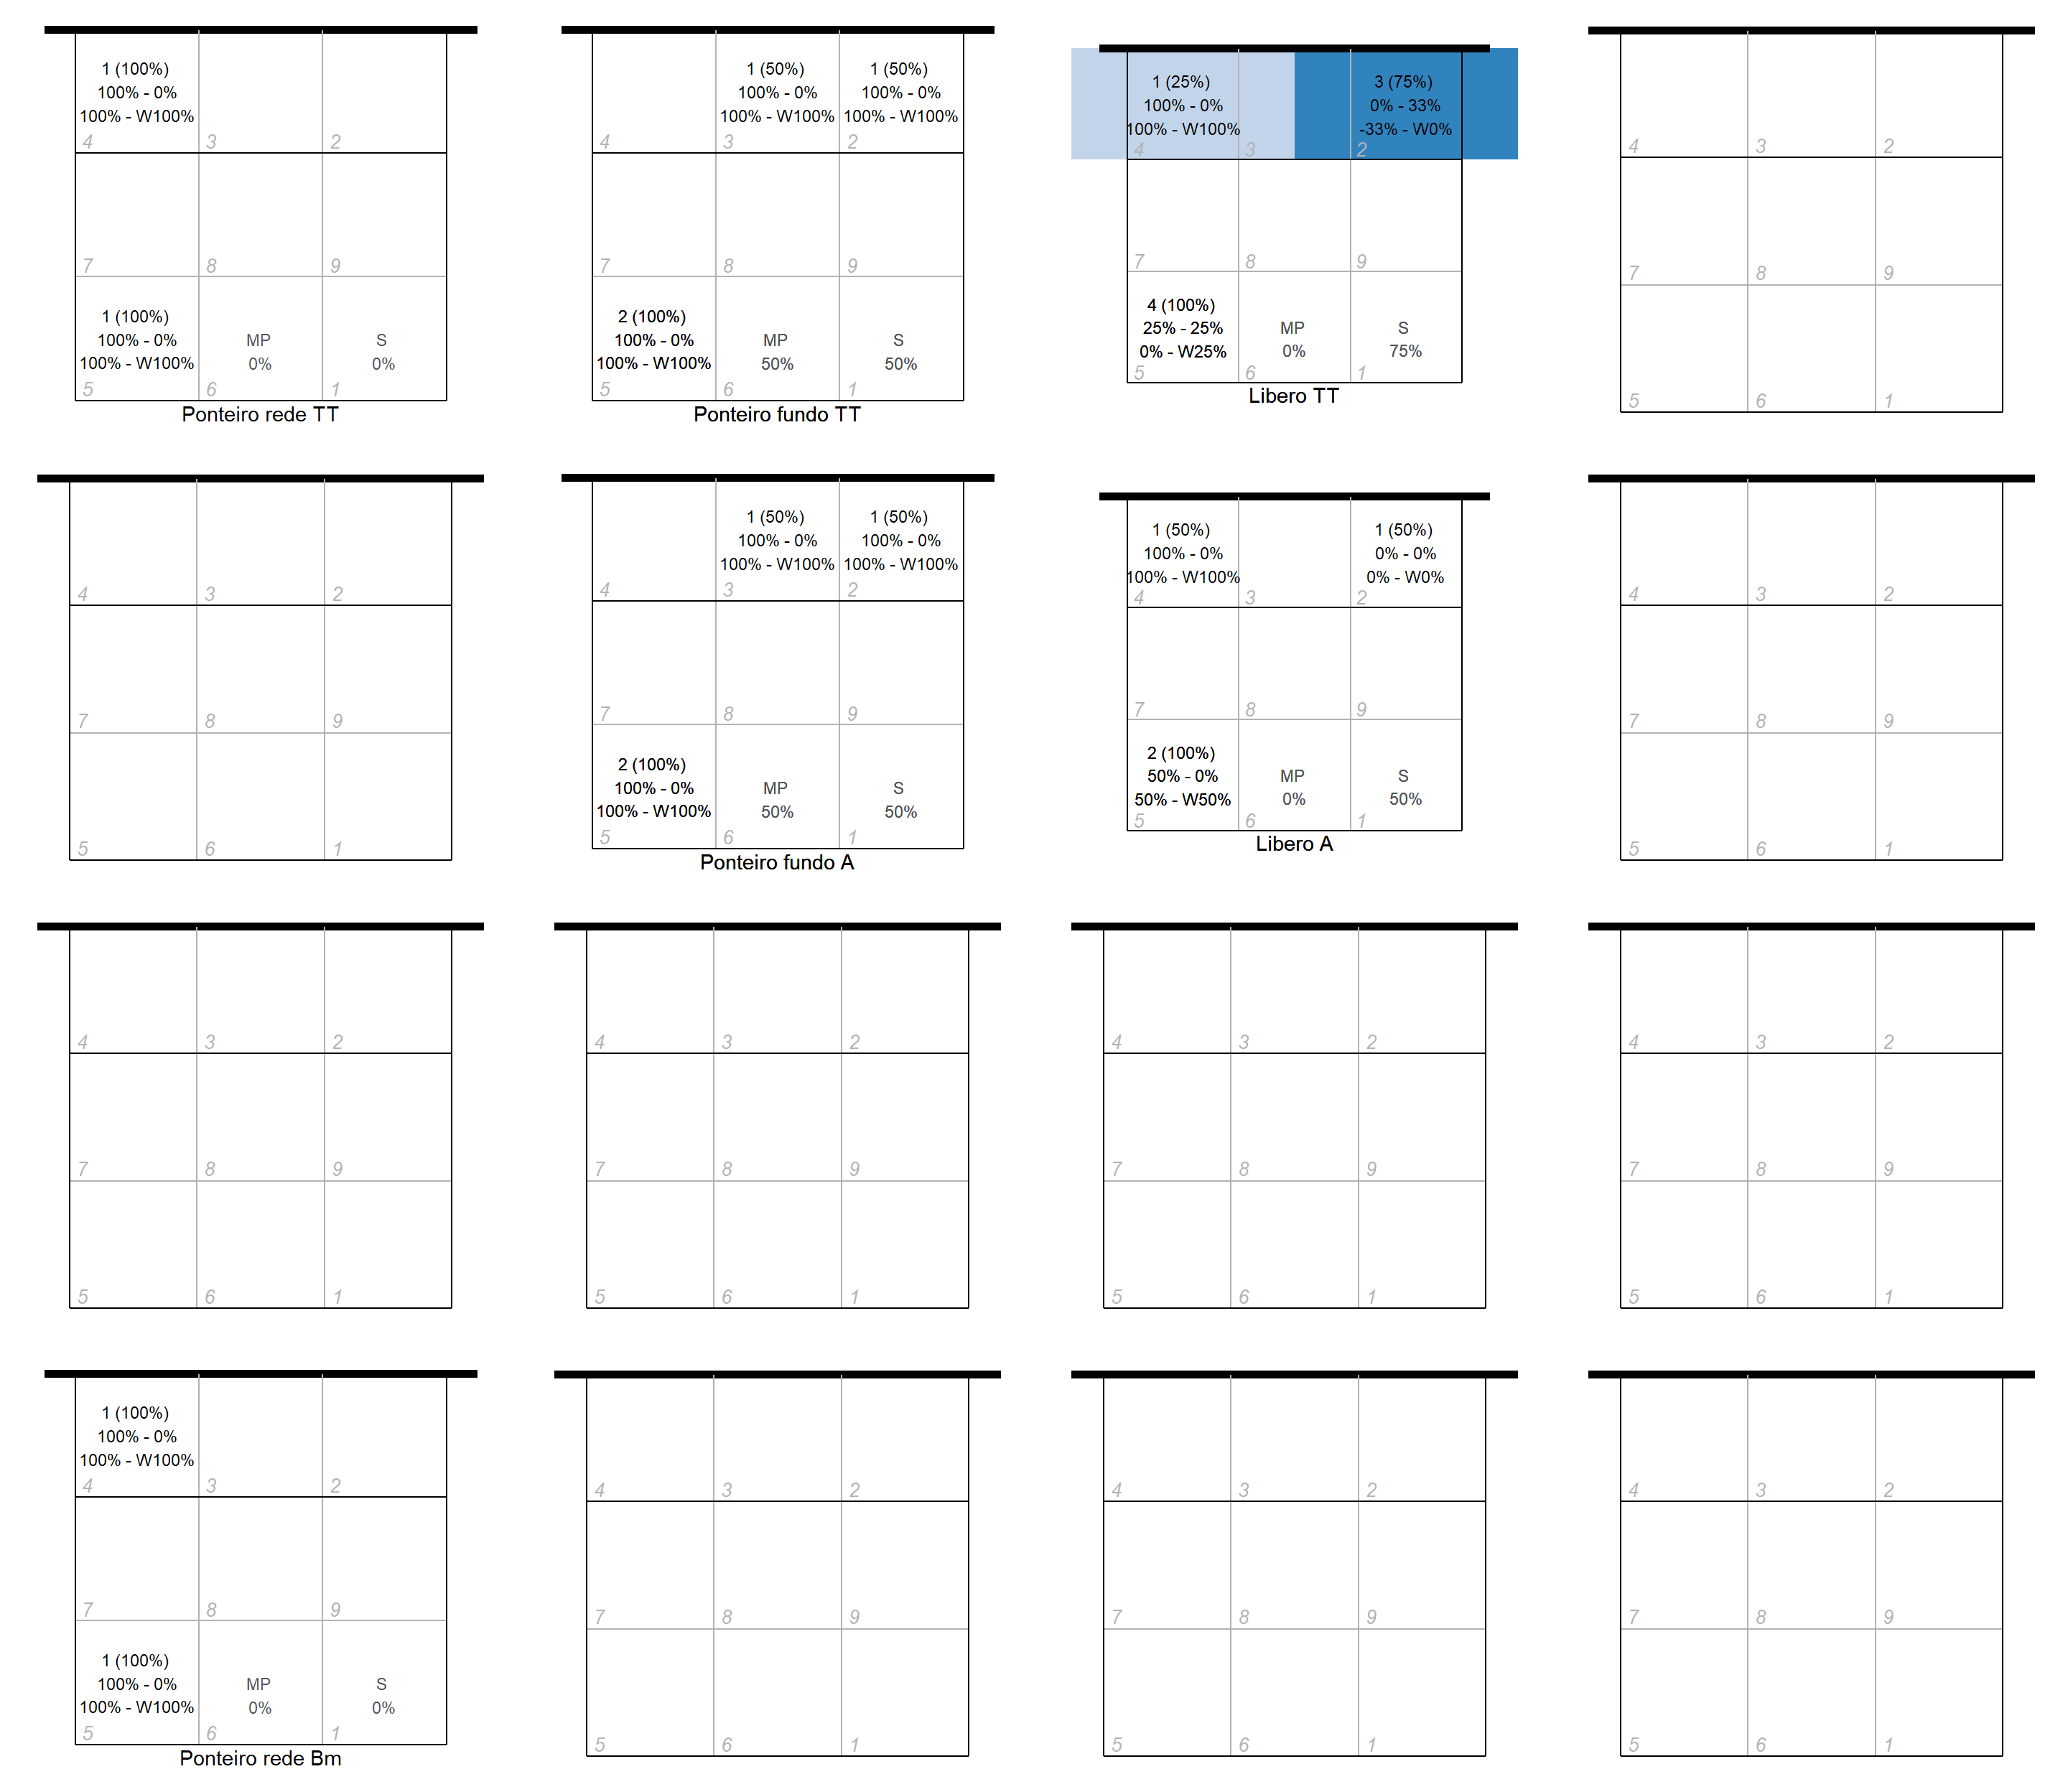 1 (100%)
100% - 0%
100% - W100%
4 3 2
7 8 9
1 (100%)
100% - 0%
100% - W100%
MP
0%
S
0%
5 6 1
Ponteiro rede TT
1 (50%)
100% - 0%
100% - W100%
1 (50%)
100% - 0%
100% - W100%
4 3 2
7 8 9
2 (100%)
100% - 0%
100% - W100%
MP
50%
S
50%
5 6 1
Ponteiro fundo TT
1 (25%)
100% - 0%
100% - W100%
3 (75%)
0% - 33%
-33% - W0%
4 3 2
7 8 9
4 (100%)
25% - 25%
0% - W25%
MP
0%
S
75%
5 6 1
Libero TT
4 3 2
7 8 9
5 6 1
4 3 2
7 8 9
5 6 1
1 (50%)
100% - 0%
100% - W100%
1 (50%)
100% - 0%
100% - W100%
4 3 2
7 8 9
2 (100%)
100% - 0%
100% - W100%
MP
50%
S
50%
5 6 1
Ponteiro fundo A
1 (50%)
100% - 0%
100% - W100%
1 (50%)
0% - 0%
0% - W0%
4 3 2
7 8 9
2 (100%)
50% - 0%
50% - W50%
MP
0%
S
50%
5 6 1
Libero A
4 3 2
7 8 9
5 6 1
4 3 2
7 8 9
5 6 1
4 3 2
7 8 9
5 6 1
4 3 2
7 8 9
5 6 1
4 3 2
7 8 9
5 6 1
1 (100%)
100% - 0%
100% - W100%
4 3 2
7 8 9
1 (100%)
100% - 0%
100% - W100%
MP
0%
S
0%
5 6 1
Ponteiro rede Bm
4 3 2
7 8 9
5 6 1
4 3 2
7 8 9
5 6 1
4 3 2
7 8 9
5 6 1